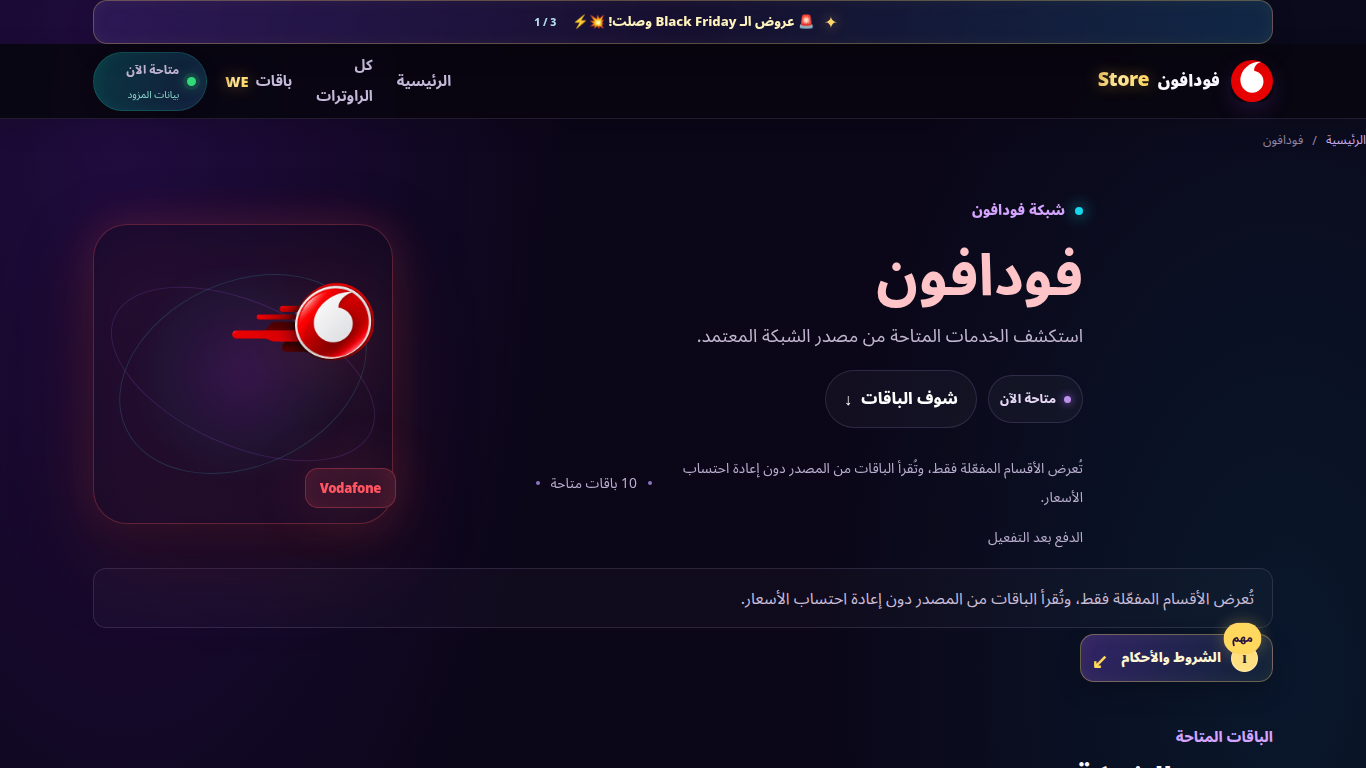 ✦ 🚨 عروض الـ Black Friday وصلت! 💥⚡ 1 / 3
فودافون Store
الرئيسية
كل الراوترات
باقات WE
متاحة الآن
بيانات المزود
الرئيسية / فودافون
شبكة فودافون
فودافون
استكشف الخدمات المتاحة من مصدر الشبكة المعتمد.
متاحة الآن
شوف الباقات ↓
تُعرض الأقسام المفعّلة فقط، وتُقرأ الباقات من المصدر دون إعادة احتساب
الأسعار.
• 10 باقات متاحة •
الدفع بعد التفعيل
Vodafone
تُعرض الأقسام المفعّلة فقط، وتُقرأ الباقات من المصدر دون إعادة احتساب الأسعار.
مهم
i الشروط والأحكام ↙
الباقات المتاحة